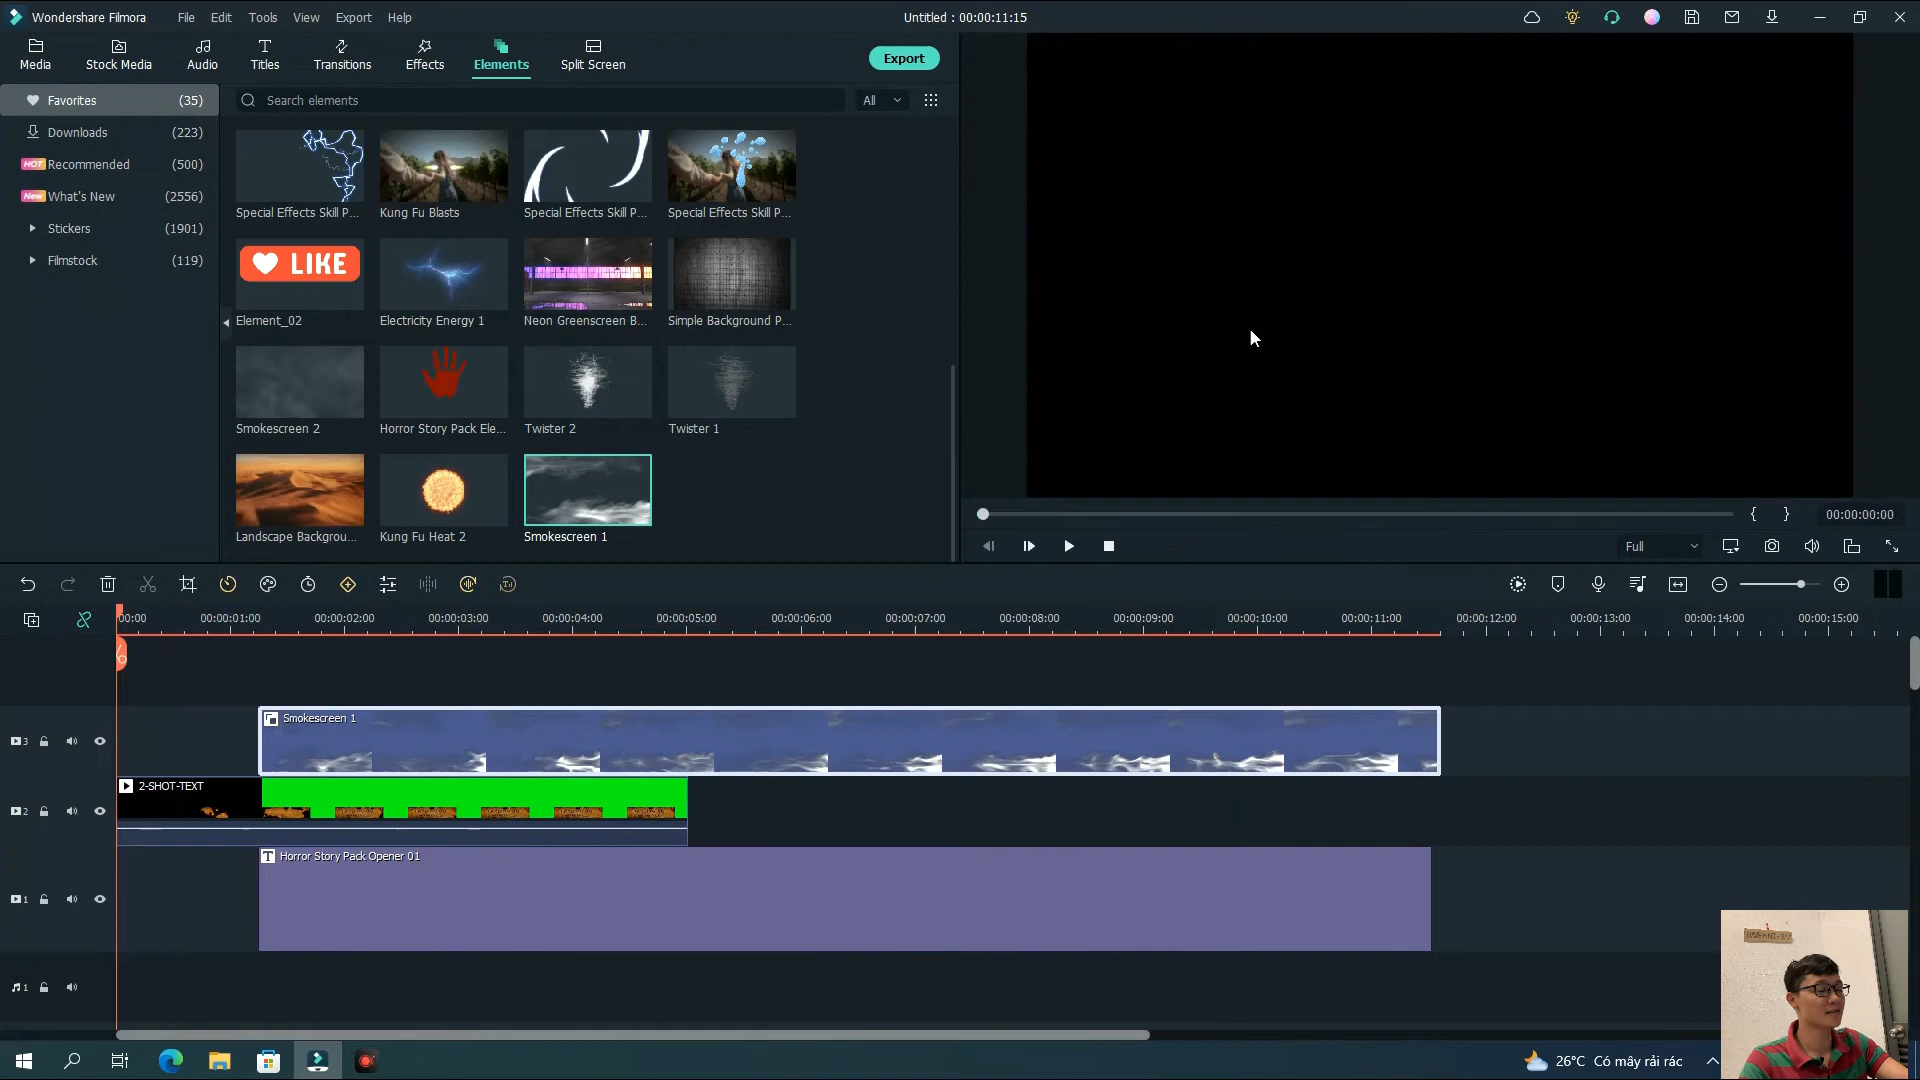 Wondershare Filmora File Edit Tools View Export Help Untitled : 00:00:11:15
Media Stock Media Audio Titles Transitions Effects Elements Split Screen Export
Favorites (35) Search elements All
Downloads (223)
HOT Recommended (500)
New What's New (2556)
Stickers (1901)
Filmstock (119)
Special Effects Skill P... Kung Fu Blasts Special Effects Skill P... Special Effects Skill P...
LIKE
Element_02 Electricity Energy 1 Neon Greenscreen B... Simple Background P...
Smokescreen 2 Horror Story Pack Ele... Twister 2 Twister 1
Landscape Backgrou... Kung Fu Heat 2 Smokescreen 1
{ } 00:00:00:00
Full
00:00 00:00:01:00 00:00:02:00 00:00:03:00 00:00:04:00 00:00:05:00 00:00:06:00 00:00:07:00 00:00:08:00 00:00:09:00 00:00:10:00 00:00:11:00 00:00:12:00 00:00:13:00 00:00:14:00 00:00:15:00
3 Smokescreen 1
2 2-SHOT-TEXT
1 T Horror Story Pack Opener 01
1
26°C Có mây rải rác